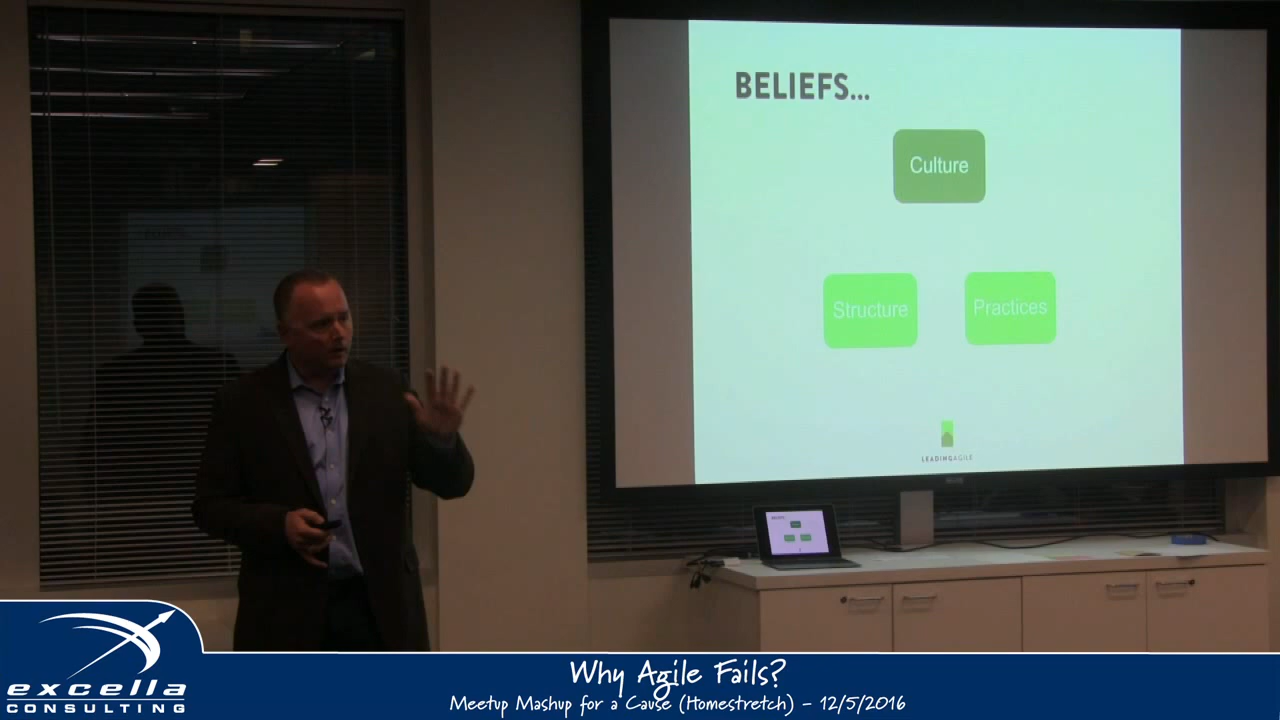 BELIEFS...
Culture
Structure
Practices
LEADINGAGILE
excella
CONSULTING
Why Agile Fails?
Meetup Mashup for a Cause (Homestretch) – 12/5/2016